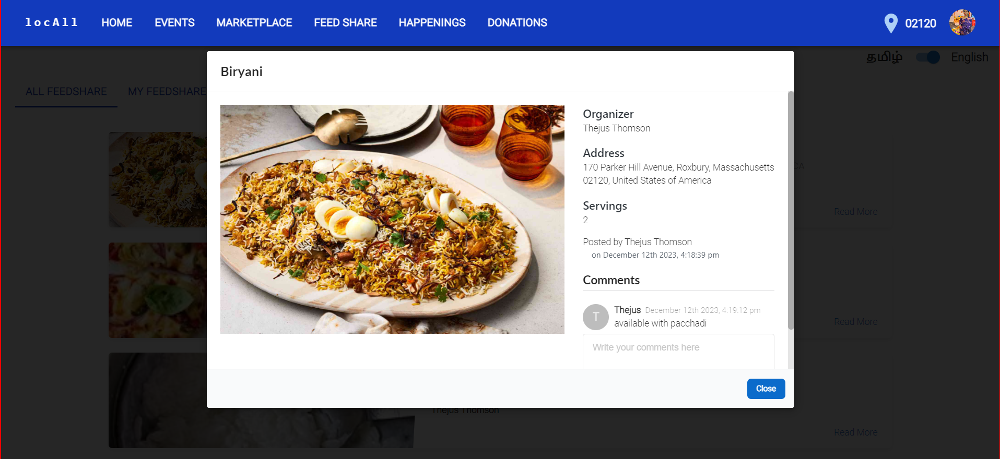 locAll HOME EVENTS MARKETPLACE FEED SHARE HAPPENINGS DONATIONS 02120
தமிழ் English
ALL FEEDSHARE MY FEEDSHARE
Biryani
Organizer
Thejus Thomson
Address
170 Parker Hill Avenue, Roxbury, Massachusetts
02120, United States of America
Servings
2
Posted by Thejus Thomson
on December 12th 2023, 4:18:39 pm
Comments
T
Thejus December 12th 2023, 4:19:12 pm
available with pacchadi
Write your comments here
Close
CA
Read More
Read More
Thejus Thomson
Read More